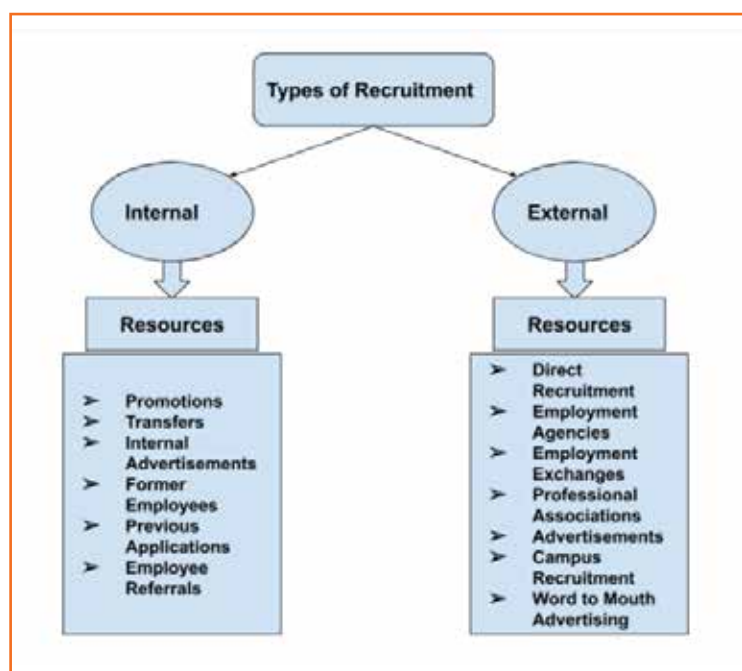 Types of Recruitment
Internal
External
Resources
➢ Promotions
➢ Transfers
➢ Internal
Advertisements
➢ Former
Employees
➢ Previous
Applications
➢ Employee
Referrals
Resources
➢ Direct
Recruitment
➢ Employment
Agencies
➢ Employment
Exchanges
➢ Professional
Associations
➢ Advertisements
➢ Campus
Recruitment
➢ Word to Mouth
Advertising